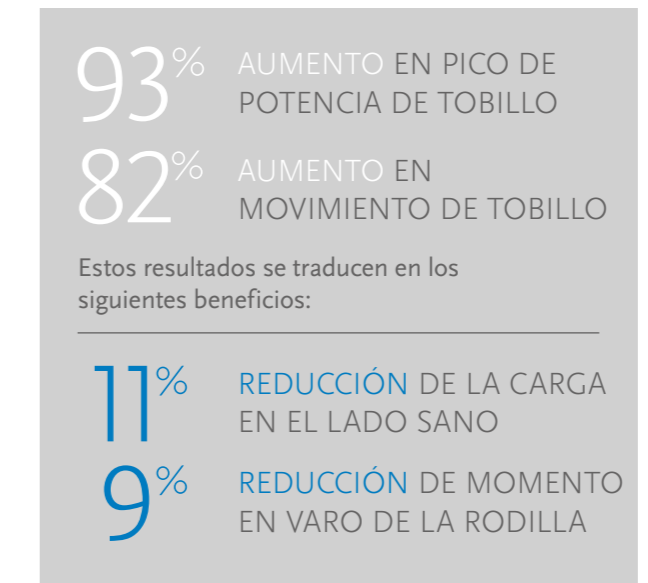 93% AUMENTO EN PICO DE
POTENCIA DE TOBILLO
82% AUMENTO EN
MOVIMIENTO DE TOBILLO
Estos resultados se traducen en los
siguientes beneficios:
11% REDUCCIÓN DE LA CARGA
EN EL LADO SANO
9% REDUCCIÓN DE MOMENTO
EN VARO DE LA RODILLA